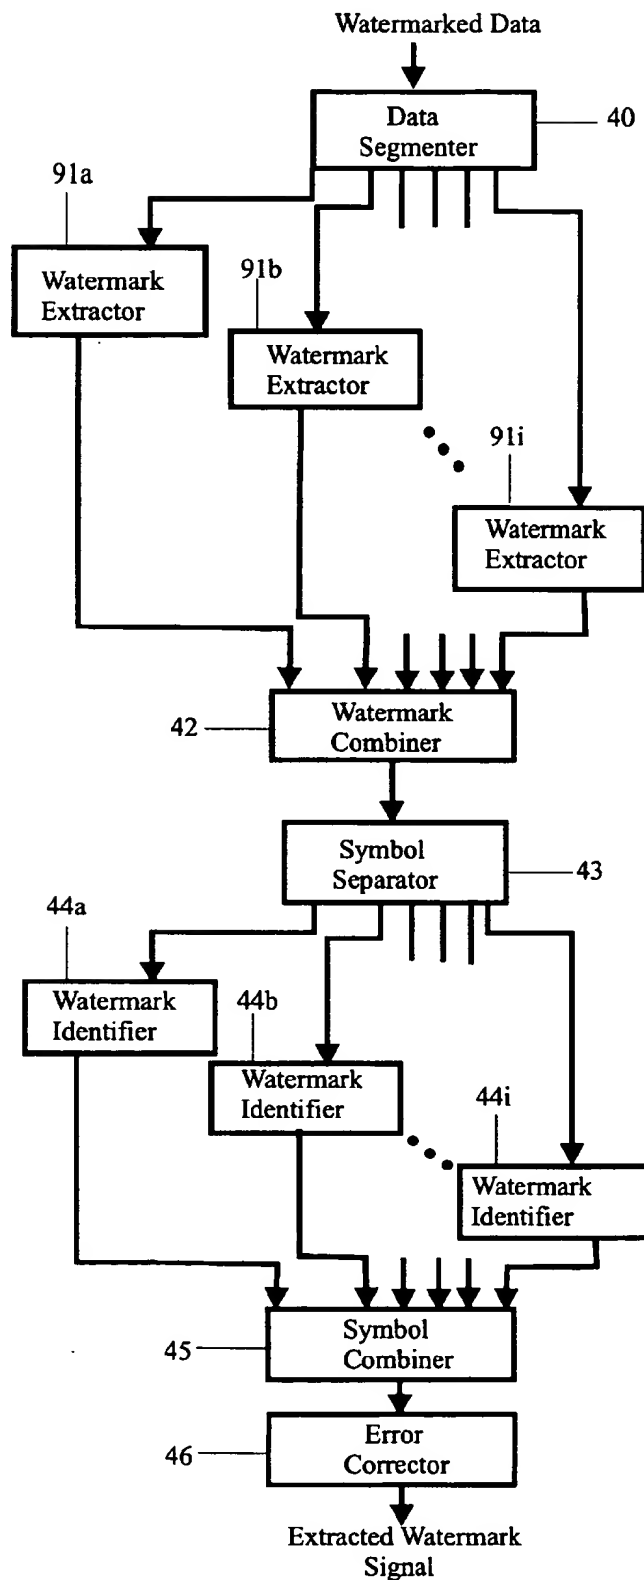 Watermarked Data
Data
Segmenter
40
91a
Watermark
Extractor
91b
Watermark
Extractor
91i
Watermark
Extractor
42
Watermark
Combiner
Symbol
Separator
43
44a
Watermark
Identifier
44b
Watermark
Identifier
44i
Watermark
Identifier
45
Symbol
Combiner
46
Error
Corrector
Extracted Watermark
Signal